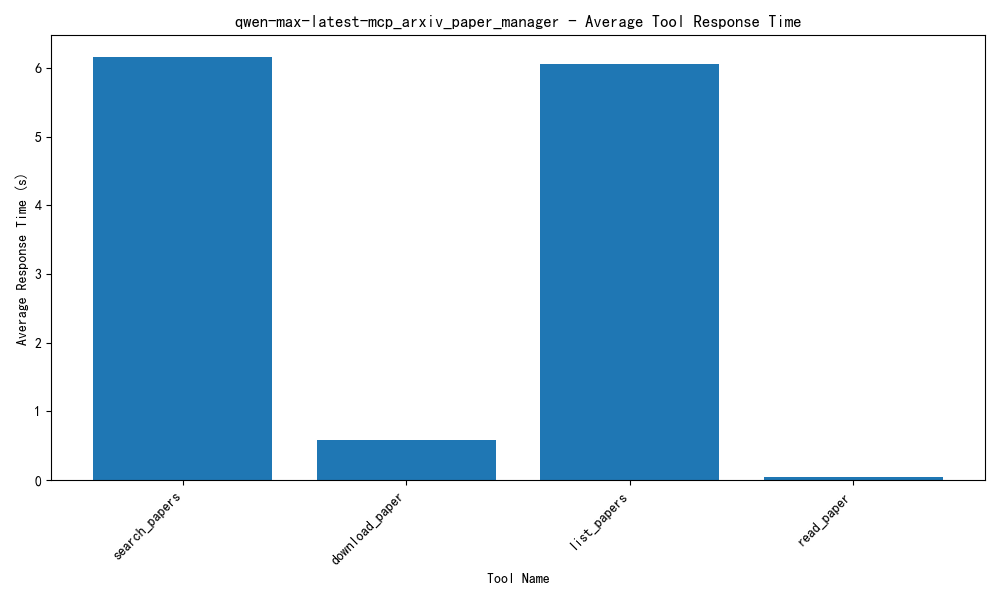 qwen-max-latest-mcp_arxiv_paper_manager - Average Tool Response Time
Average Response Time (s)
6
5
4
3
2
1
0
search_papers
download_paper
list_papers
read_paper
Tool Name